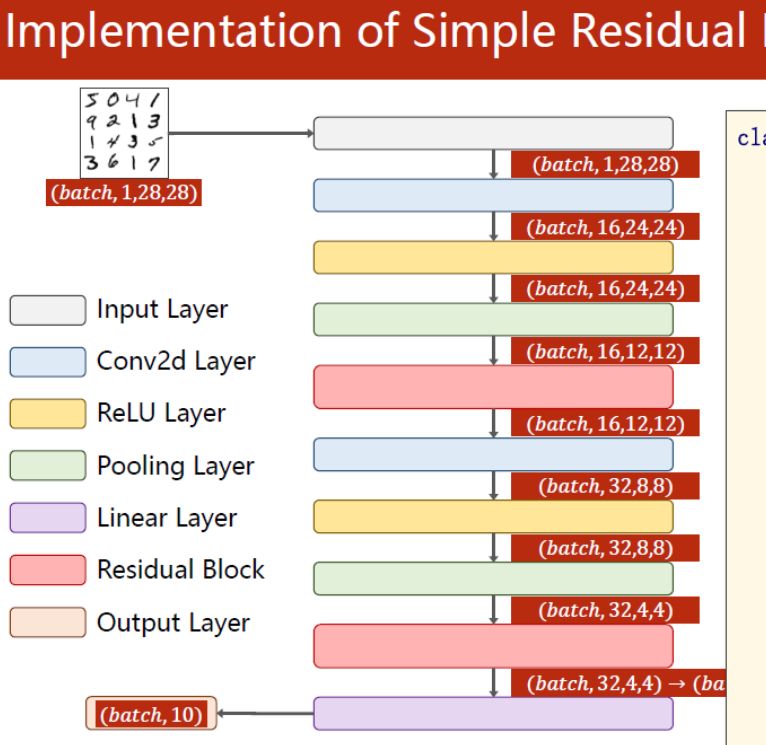 Implementation of Simple Residual
5 0 4 1
9 2 1 3
1 4 3 5
3 6 1 7
(batch, 1,28,28)
(batch, 1,28,28)
(batch, 16,24,24)
(batch, 16,24,24)
(batch, 16,12,12)
(batch, 16,12,12)
(batch, 32,8,8)
(batch, 32,8,8)
(batch, 32,4,4)
(batch, 32,4,4) → (ba
(batch, 10)
Input Layer
Conv2d Layer
ReLU Layer
Pooling Layer
Linear Layer
Residual Block
Output Layer
cla